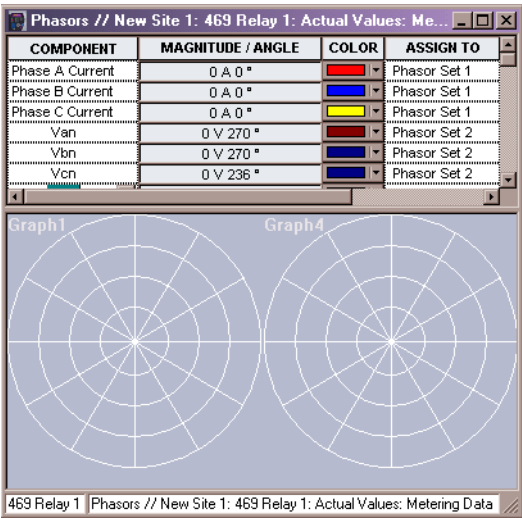 Phasors // New Site 1: 469 Relay 1: Actual Values: Me...
COMPONENT MAGNITUDE / ANGLE COLOR ASSIGN TO
Phase A Current 0 A 0 ° Phasor Set 1
Phase B Current 0 A 0 ° Phasor Set 1
Phase C Current 0 A 0 ° Phasor Set 1
Van 0 V 270 ° Phasor Set 2
Vbn 0 V 270 ° Phasor Set 2
Vcn 0 V 236 ° Phasor Set 2
Graph1 Graph4
469 Relay 1 Phasors // New Site 1: 469 Relay 1: Actual Values: Metering Data